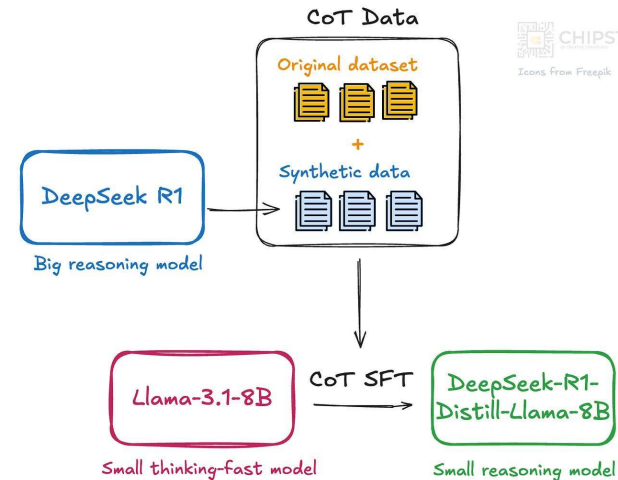 CoT Data
CHIPS
Icons from Freepik
Original dataset
+
Synthetic data
DeepSeek R1
Big reasoning model
Llama-3.1-8B
CoT SFT
DeepSeek-R1-
Distill-Llama-8B
Small thinking-fast model
Small reasoning model